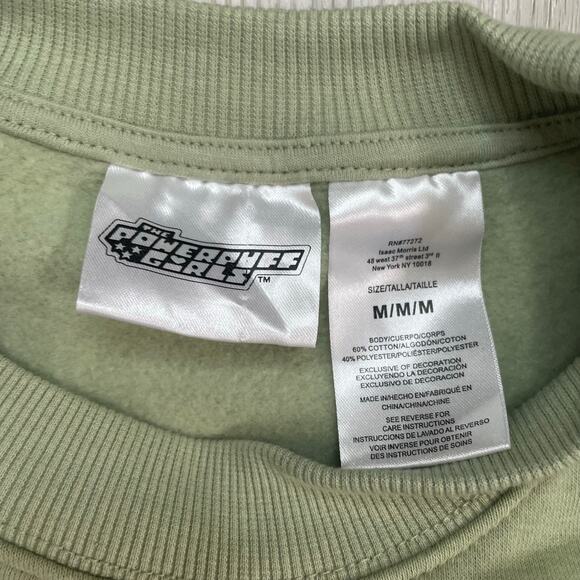 THE
POWERPUFF
GIRLS TM
RN#77272
Isaac Morris Ltd
48 west 37th street 3rd fl
New York NY 10018
SIZE/TALLA/TAILLE
M/M/M
BODY/CUERPO/CORPS
60% COTTON/ALGODÓN/COTON
40% POLYESTER/POLIÉSTER/POLYESTER
EXCLUSIVE OF DECORATION
EXCLUYENDO LA DECORACIÓN
EXCLUSIF DE DECORATION
MADE IN/HECHO EN/FABRIQUÉ EN
CHINA/CHINA/CHINE
SEE REVERSE FOR
CARE INSTRUCTIONS
INSTRUCCIONES DE LAVADO AL REVERSO
VOIR INVERSE POUR OBTENIR
DES INSTRUCTIONS DE SOINS